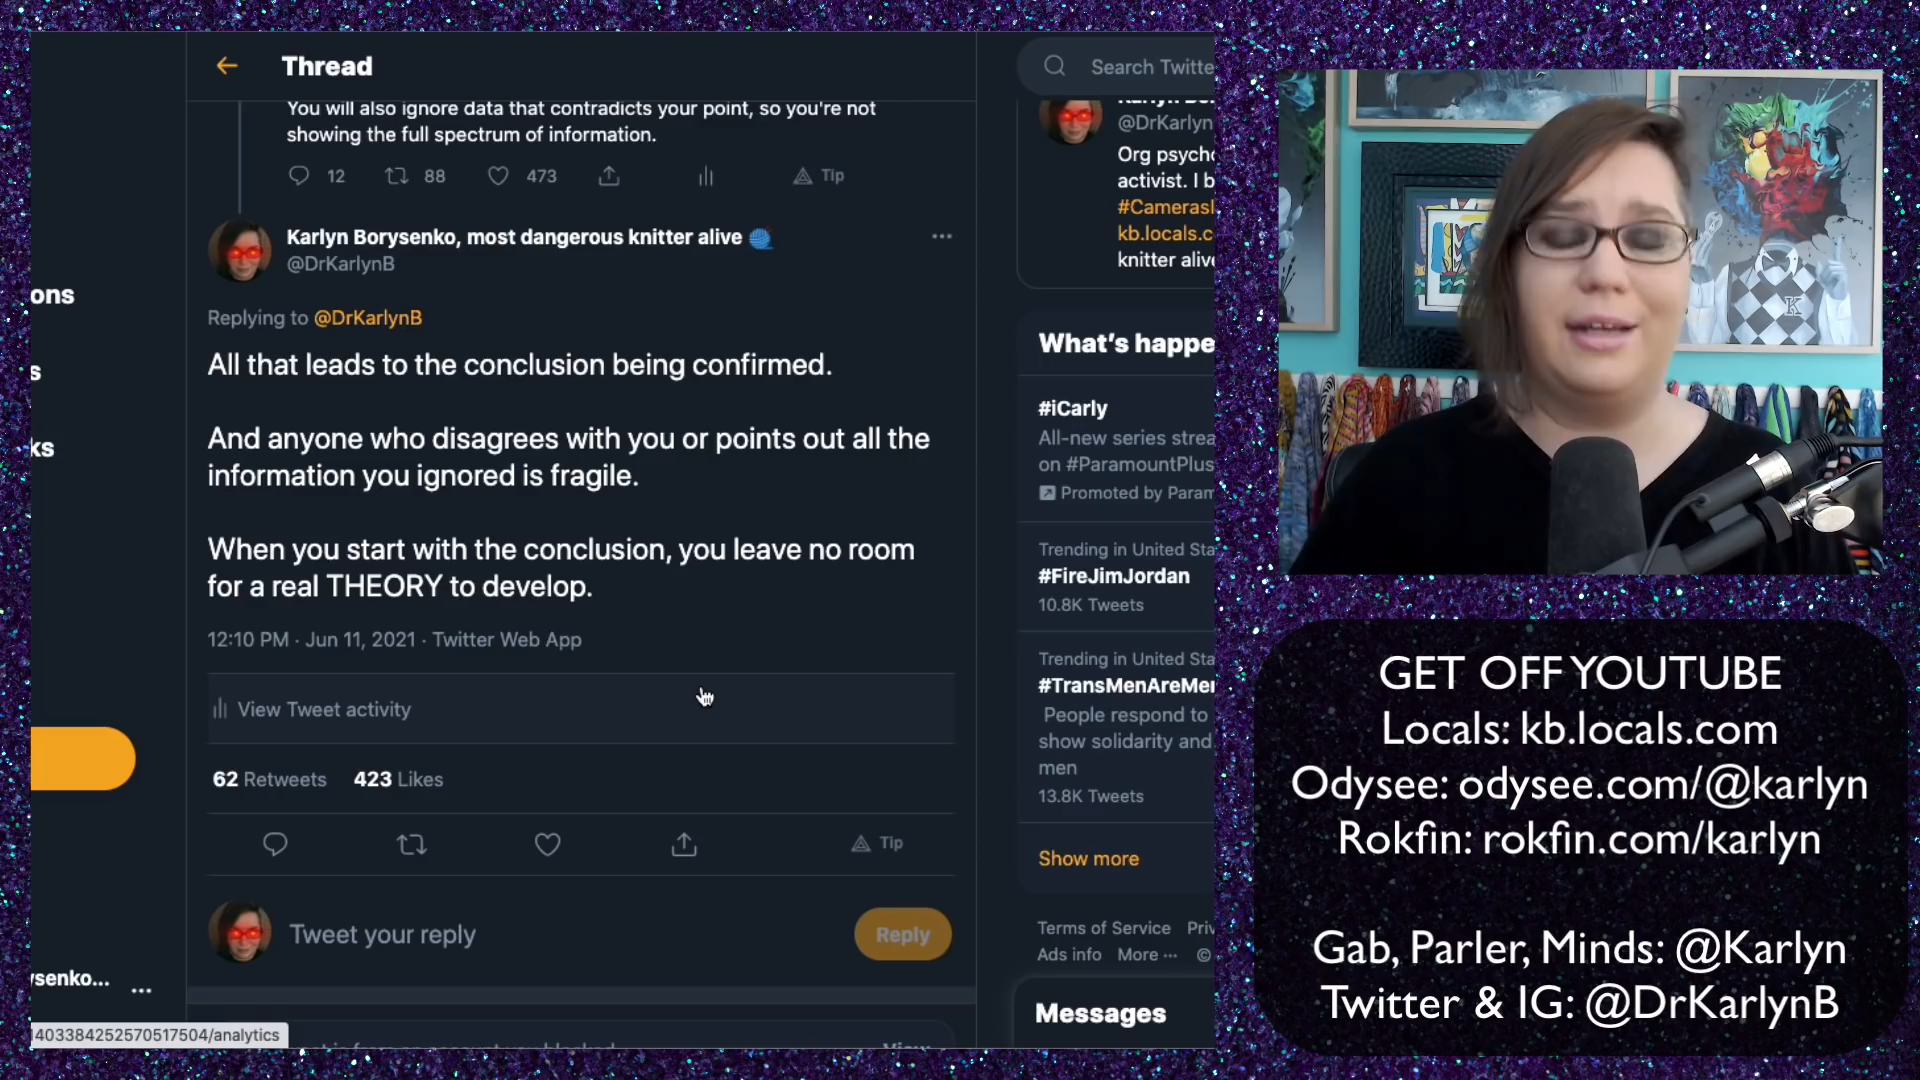 Thread
You will also ignore data that contradicts your point, so you're not
showing the full spectrum of information.
12 88 473 Tip
Karlyn Borysenko, most dangerous knitter alive
@DrKarlynB
Replying to @DrKarlynB
All that leads to the conclusion being confirmed.
And anyone who disagrees with you or points out all the
information you ignored is fragile.
When you start with the conclusion, you leave no room
for a real THEORY to develop.
12:10 PM · Jun 11, 2021 · Twitter Web App
View Tweet activity
62 Retweets 423 Likes
Tip
Tweet your reply
Reply
ons
s
ks
ysenko...
1403384252570517504/analytics
View
Search Twitte
@DrKarlyn
Org psych
activist. I b
#Cameras
kb.locals.c
knitter aliv
What's happe
#iCarly
All-new series strea
on #ParamountPlus
Promoted by Param
Trending in United Sta
#FireJimJordan
10.8K Tweets
Trending in United Sta
#TransMenAreMe
People respond to
show solidarity and
men
13.8K Tweets
Show more
Terms of Service Priv
Ads info More ··· ©
Messages
K
GET OFF YOUTUBE
Locals: kb.locals.com
Odysee: odysee.com/@karlyn
Rokfin: rokfin.com/karlyn
Gab, Parler, Minds: @Karlyn
Twitter & IG: @DrKarlynB